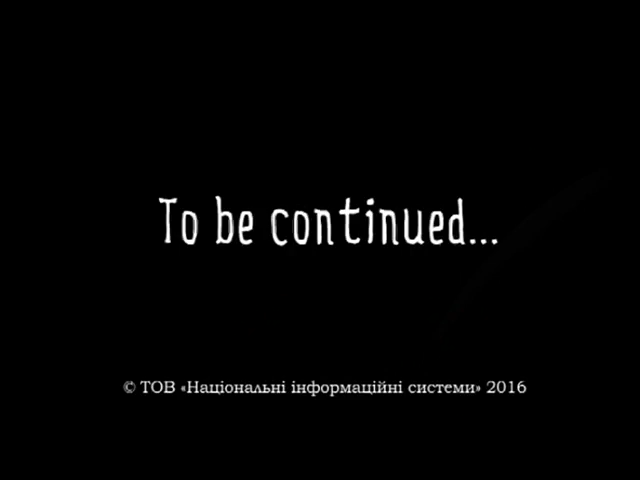 To be continued...
© ТОВ «Національні інформаційні системи» 2016